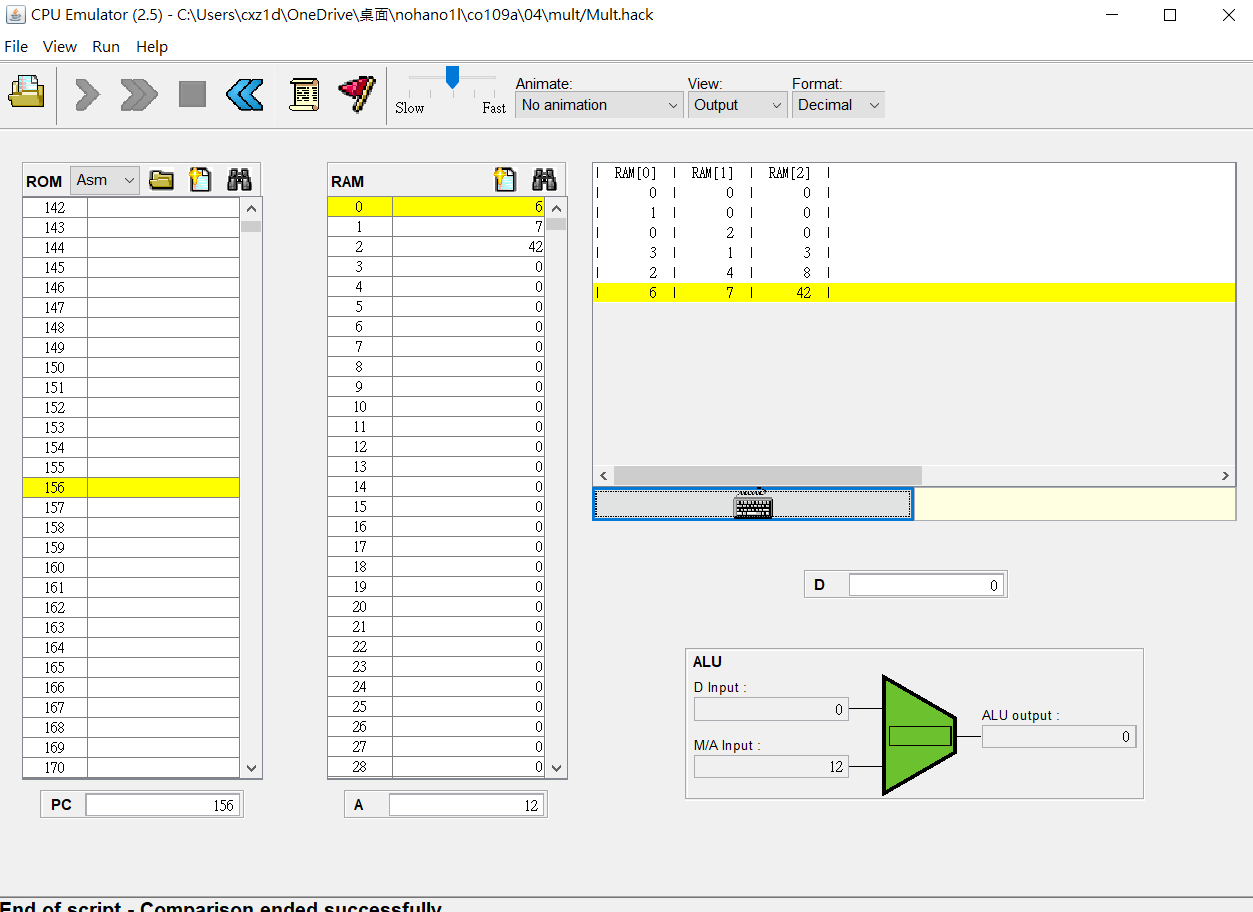 CPU Emulator (2.5) - C:\Users\cxz1d\OneDrive\桌面\nohano1l\co109a\04\mult/Mult.hack
File View Run Help
Slow Fast
Animate: View: Format:
No animation Output Decimal
ROM Asm
142
143
144
145
146
147
148
149
150
151
152
153
154
155
156
157
158
159
160
161
162
163
164
165
166
167
168
169
170
PC 156
RAM
0 6
1 7
2 42
3 0
4 0
5 0
6 0
7 0
8 0
9 0
10 0
11 0
12 0
13 0
14 0
15 0
16 0
17 0
18 0
19 0
20 0
21 0
22 0
23 0
24 0
25 0
26 0
27 0
28 0
A 12
| RAM[0] | RAM[1] | RAM[2] |
| 0 | 0 | 0 |
| 1 | 0 | 0 |
| 0 | 2 | 0 |
| 3 | 1 | 3 |
| 2 | 4 | 8 |
| 6 | 7 | 42 |
D 0
ALU
D Input :
0
M/A Input :
12
ALU output :
0
End of script - Comparison ended successfully